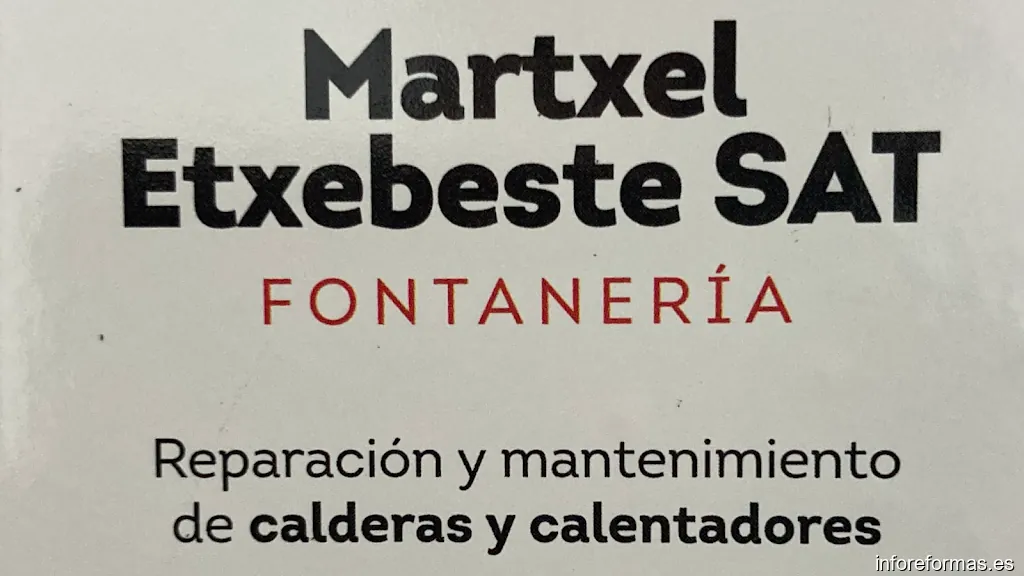 Martxel
Etxebeste SAT
FONTANERÍA
Reparación y mantenimiento
de calderas y calentadores
inforeformas.es